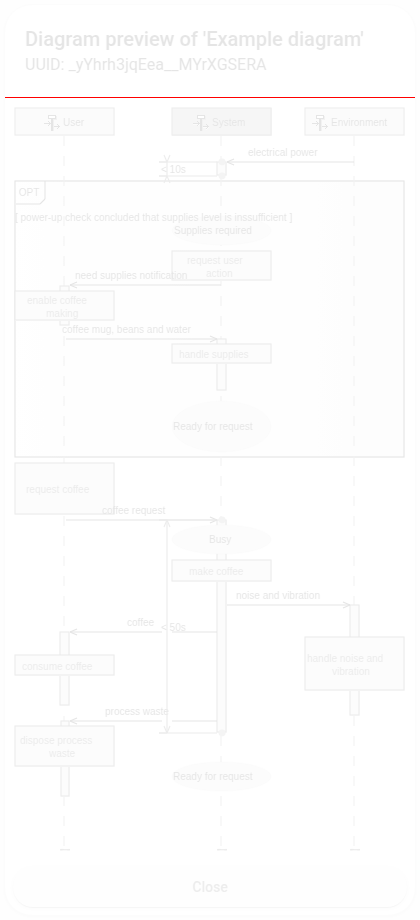 Diagram preview of 'Example diagram'
UUID: _yYhrh3jqEea__MYrXGSERA
User
System
Environment
electrical power
< 10s
OPT
[ power-up check concluded that supplies level is inssufficient ]
Supplies required
request user
action
need supplies notification
enable coffee
making
coffee mug, beans and water
handle supplies
Ready for request
request coffee
coffee request
Busy
make coffee
noise and vibration
coffee
< 50s
handle noise and
vibration
consume coffee
process waste
dispose process
waste
Ready for request
Close